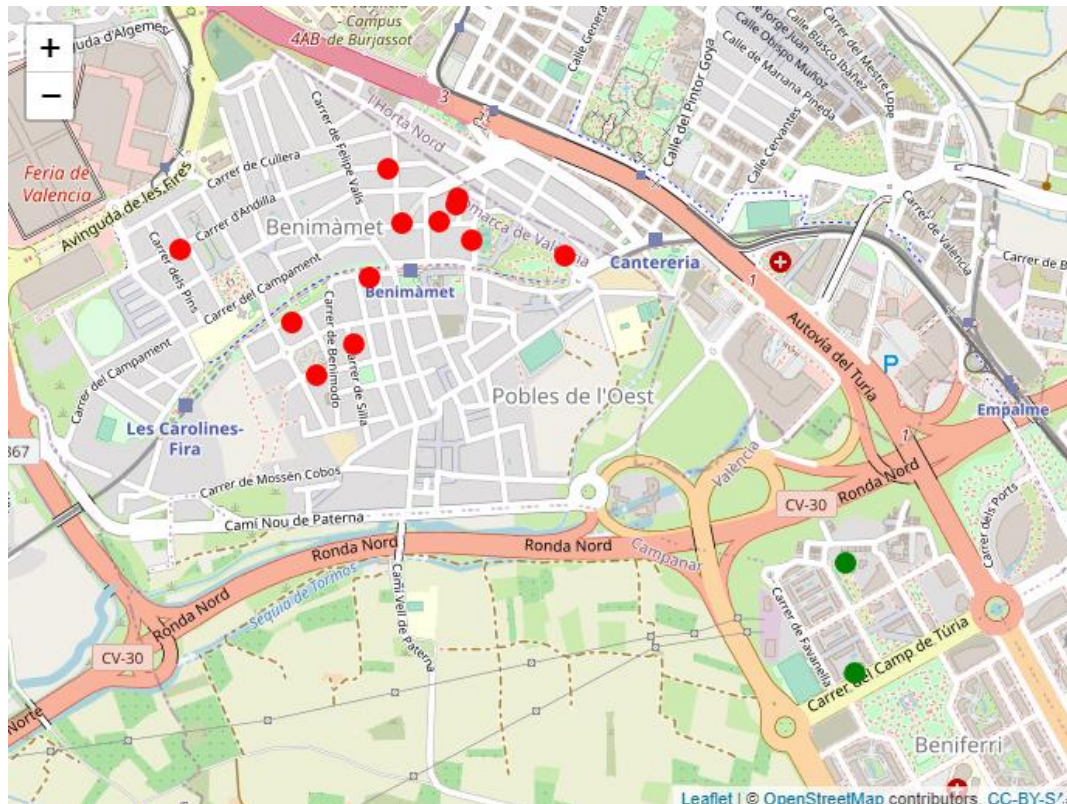 +
−
guda d'Algemesí
- Campus
4AB de Burjassot
Calle General
Calle del Pintor Goya
Jorge Juan
Calle Obispo Muñoz
Calle de Mariana Pineda
Calle Blasco Ibáñez
Carrer del Mestre Lope
Calle Cervantes
3
l'Horta Nord
Carrer de Felipe Valls
Carrer de Cullera
Feria de
Valencia
Avinguda de les Fires
Carrer d'Andilla
Benimàmet
omarca de Val
ia
Carrer dels Pins
Carrer del Campament
Cantereria
Carrer de Valencia
Carrer de B
Benimàmet
1
Autovia del Túria
P
Carrer del Campament
Carrer de Benimodo
Carrer de Silla
Pobles de l'Oest
Empalme
Les Carolines-
Fira
367
1
València
Carrer de Mossén Cobos
Ronda Nord
CV-30
Camí Nou de Paterna
Carrer dels Ports
Ronda Nord
Ronda Nord
Campanar
Sequia de Tormos
Camí Vell de Paterna
Ronda Nord
Carrer de Favanella
CV-30
Carrer del Camp de Túria
Norte
Beniferri
Leaflet | © OpenStreetMap contributors, CC-BY-SA